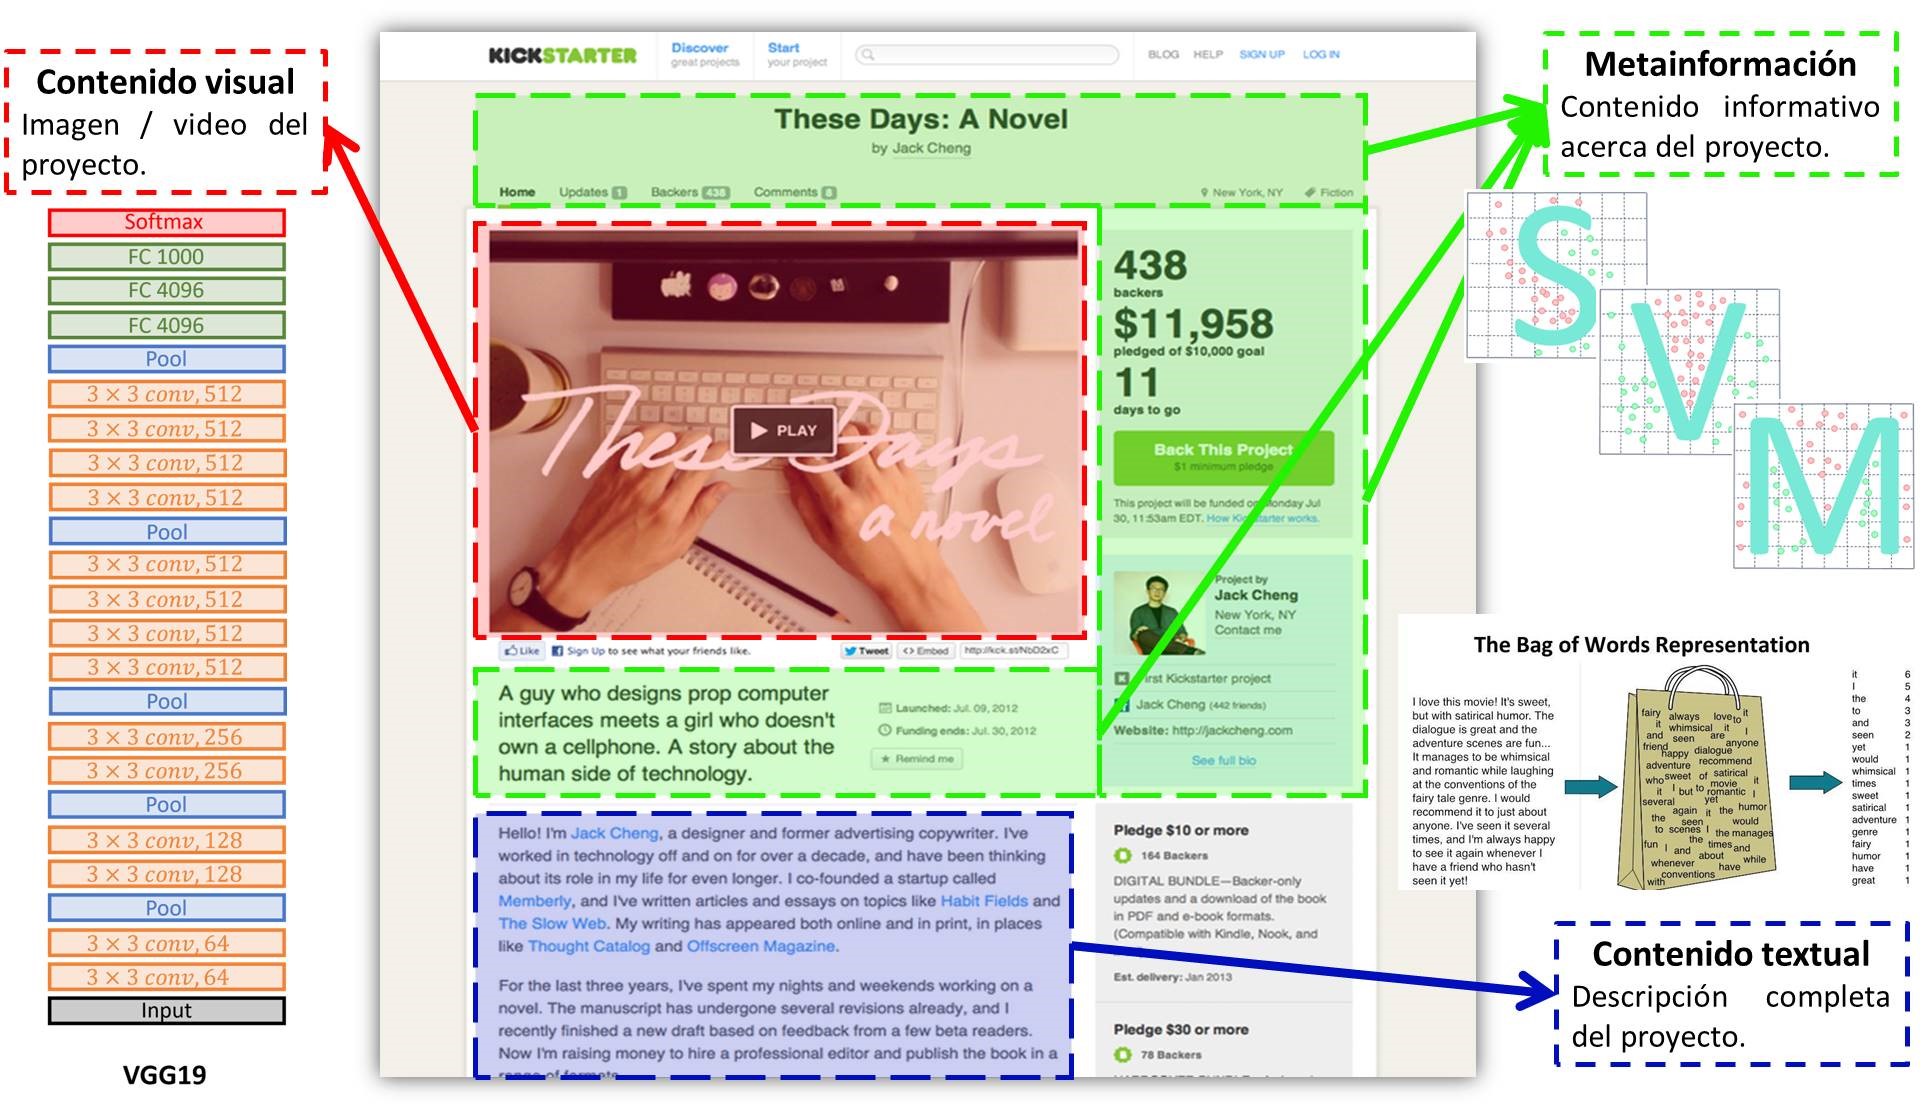 Contenido visual
Imagen / video del
proyecto.
Softmax
FC 1000
FC 4096
FC 4096
Pool
3 × 3 conv, 512
3 × 3 conv, 512
3 × 3 conv, 512
3 × 3 conv, 512
Pool
3 × 3 conv, 512
3 × 3 conv, 512
3 × 3 conv, 512
3 × 3 conv, 512
Pool
3 × 3 conv, 256
3 × 3 conv, 256
Pool
3 × 3 conv, 128
3 × 3 conv, 128
Pool
3 × 3 conv, 64
3 × 3 conv, 64
Input
VGG19
KICKSTARTER
Discover
great projects
Start
your project
BLOG HELP SIGN UP LOG IN
These Days: A Novel
by Jack Cheng
Home Updates 1 Backers 438 Comments 8
New York, NY Fiction
These Days
a novel
PLAY
Like Sign Up to see what your friends like.
Tweet <> Embed http://kck.st/NbD2xC
A guy who designs prop computer
interfaces meets a girl who doesn't
own a cellphone. A story about the
human side of technology.
Launched: Jul. 09, 2012
Funding ends: Jul. 30, 2012
Remind me
438
backers
$11,958
pledged of $10,000 goal
11
days to go
Back This Project
$1 minimum pledge
This project will be funded on Monday Jul
30, 11:53am EDT. How Kickstarter works.
Project by
Jack Cheng
New York, NY
Contact me
First Kickstarter project
Jack Cheng (442 friends)
Website: http://jackcheng.com
See full bio
Hello! I'm Jack Cheng, a designer and former advertising copywriter. I've
worked in technology off and on for over a decade, and have been thinking
about its role in my life for even longer. I co-founded a startup called
Memberly, and I've written articles and essays on topics like Habit Fields and
The Slow Web. My writing has appeared both online and in print, in places
like Thought Catalog and Offscreen Magazine.
For the last three years, I've spent my nights and weekends working on a
novel. The manuscript has undergone several revisions already, and I
recently finished a new draft based on feedback from a few beta readers.
Now I'm raising money to hire a professional editor and publish the book in a
range of formats
Pledge $10 or more
164 Backers
DIGITAL BUNDLE—Backer-only
updates and a download of the book
in PDF and e-book formats.
(Compatible with Kindle, Nook, and
Est. delivery: Jan 2013
Pledge $30 or more
78 Backers
Metainformación
Contenido informativo
acerca del proyecto.
S
V
M
The Bag of Words Representation
I love this movie! It's sweet,
but with satirical humor. The
dialogue is great and the
adventure scenes are fun...
It manages to be whimsical
and romantic while laughing
at the conventions of the
fairy tale genre. I would
recommend it to just about
anyone. I've seen it several
times, and I'm always happy
to see it again whenever I
have a friend who hasn't
seen it yet!
fairy always love to it
it whimsical it I
and seen are anyone
friend happy dialogue
adventure recommend
who sweet of satirical
it I but to movie romantic I it
several yet
again it the humor
the seen would
to scenes I the manages
fun the times and
I and about while
whenever have
conventions
with
it 6
I 5
the 4
to 3
and 3
seen 2
yet 1
would 1
whimsical 1
times 1
sweet 1
satirical 1
adventure 1
genre 1
fairy 1
humor 1
have 1
great 1
Contenido textual
Descripción completa
del proyecto.